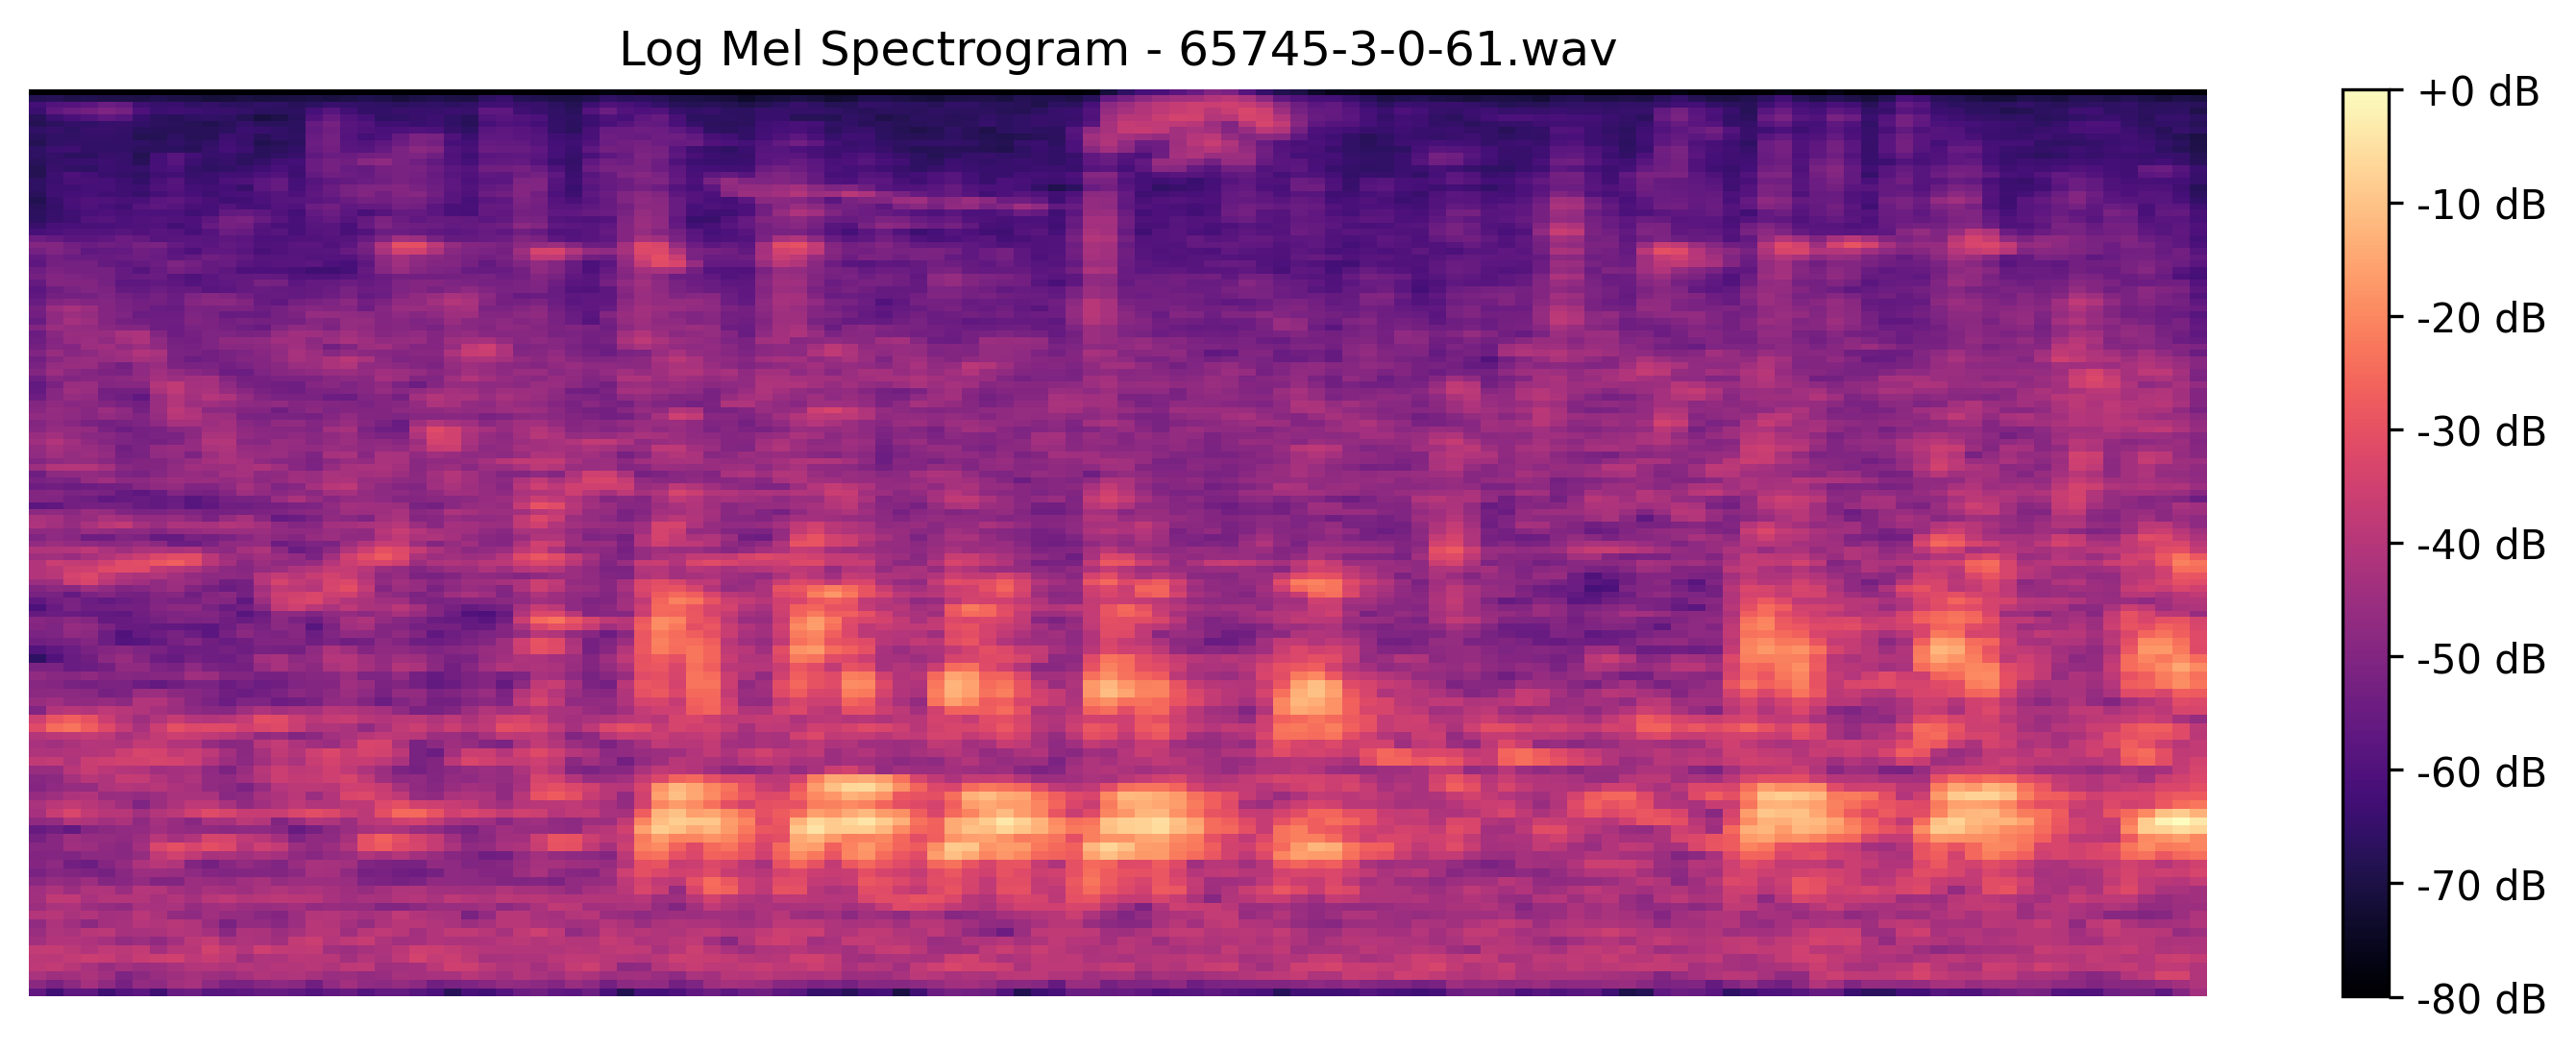 Log Mel Spectrogram - 65745-3-0-61.wav
+0 dB
-10 dB
-20 dB
-30 dB
-40 dB
-50 dB
-60 dB
-70 dB
-80 dB